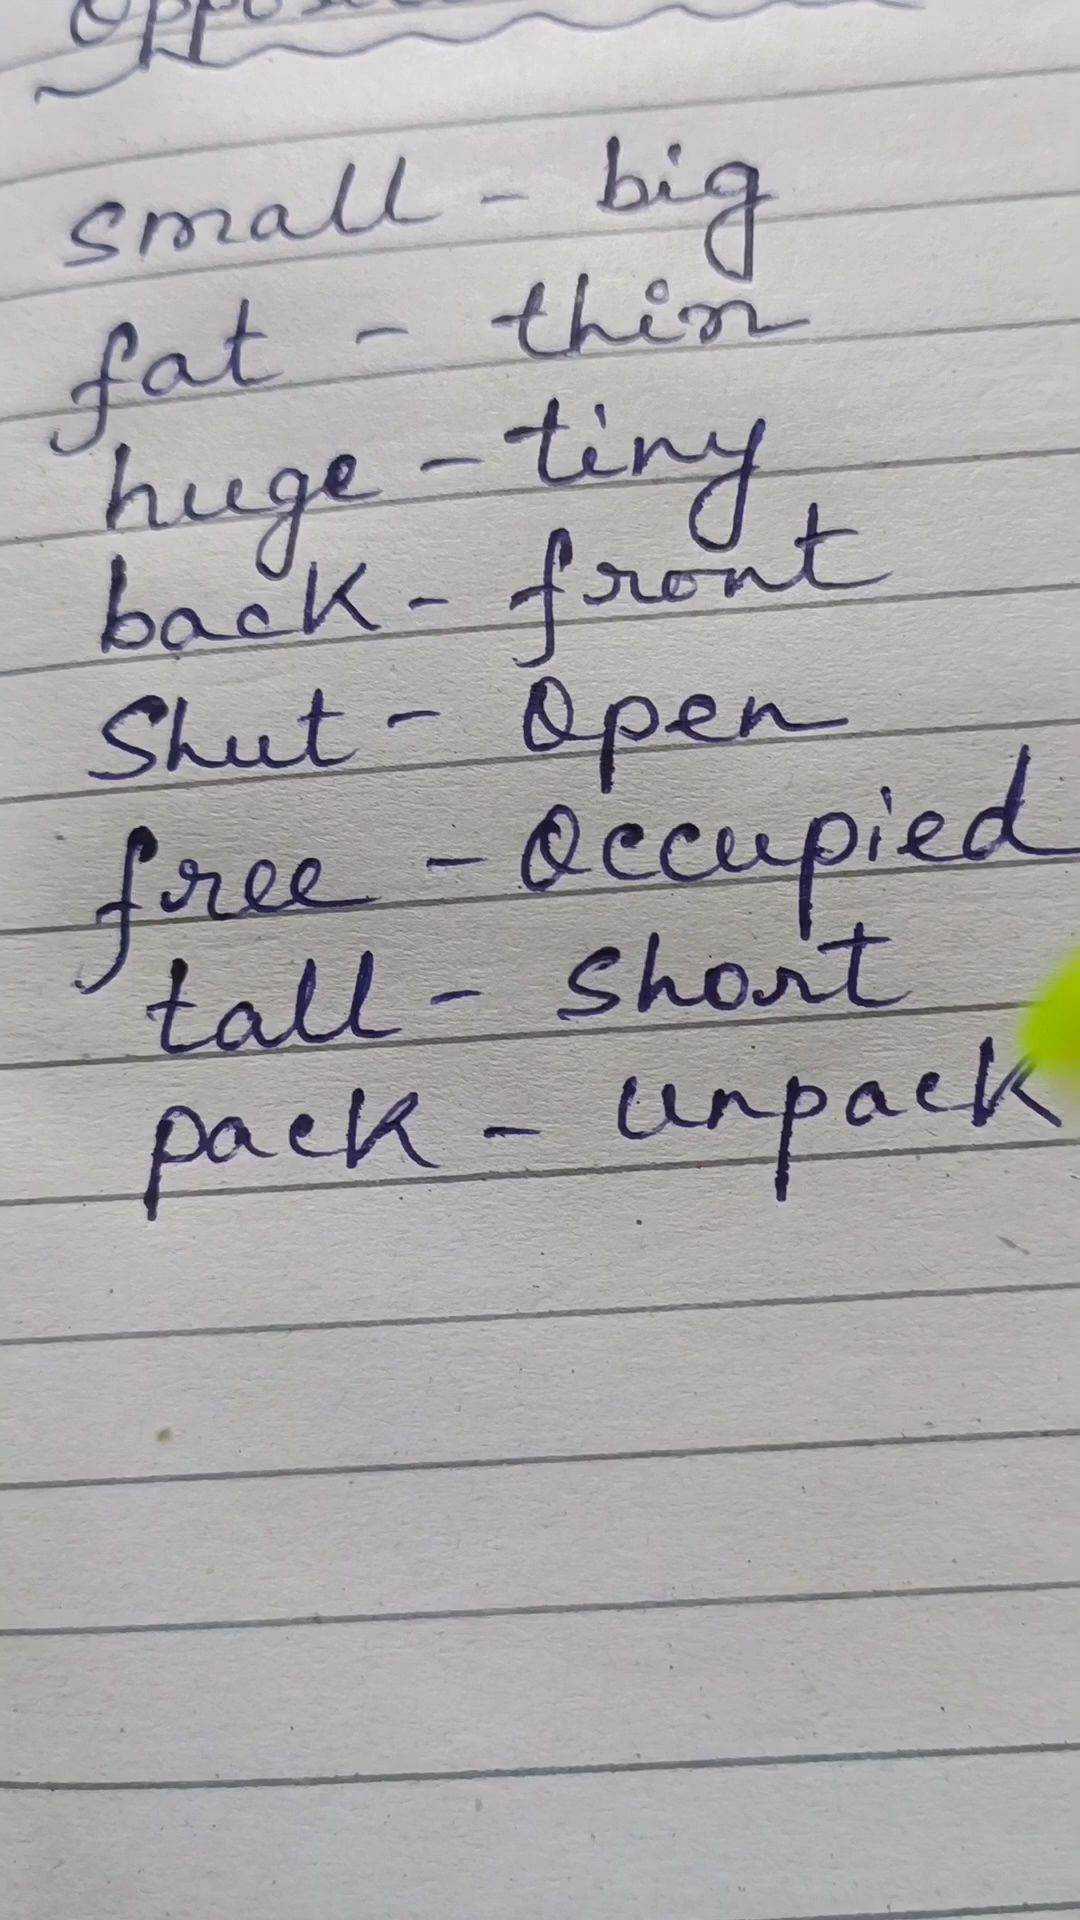 small - big
fat - thin
huge - tiny
back - front
Shut - Open
free - Occupied
tall - short
pack - unpack